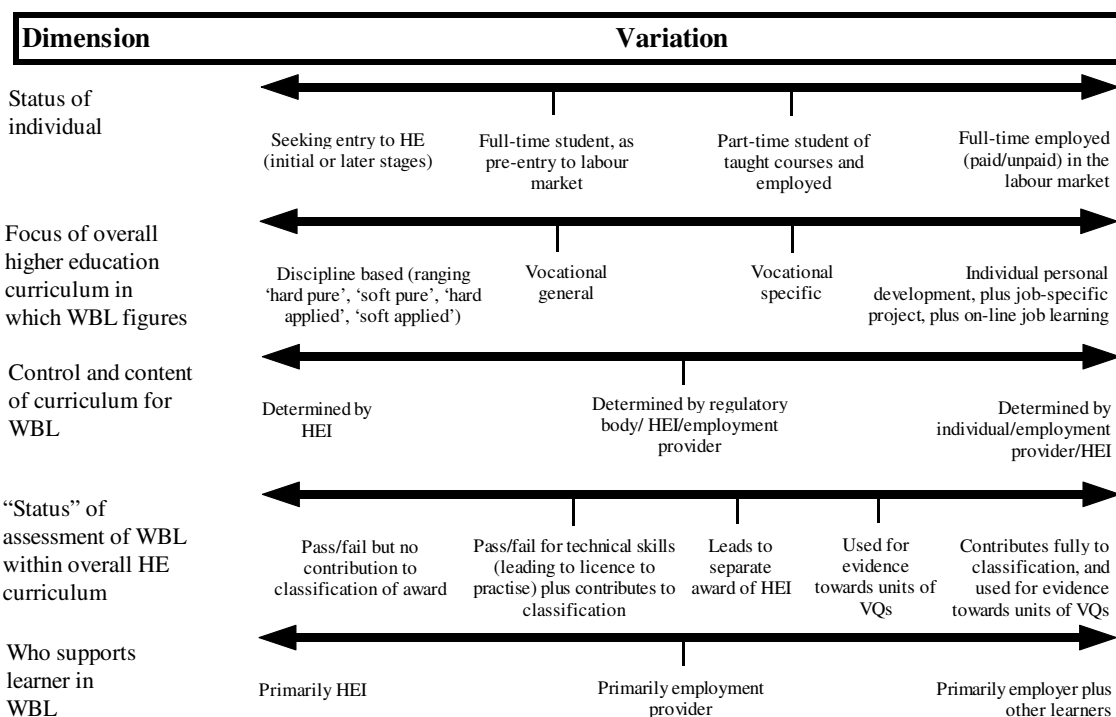 Dimension Variation
Status of
individual
Seeking entry to HE
(initial or later stages)
Full-time student, as
pre-entry to labour
market
Part-time student of
taught courses and
employed
Full-time employed
(paid/unpaid) in the
labour market
Focus of overall
higher education
curriculum in
which WBL figures
Discipline based (ranging
‘hard pure’, ‘soft pure’, ‘hard
applied’, ‘soft applied’)
Vocational
general
Vocational
specific
Individual personal
development, plus job-specific
project, plus on-line job learning
Control and content
of curriculum for
WBL
Determined by
HEI
Determined by regulatory
body/ HEI/employment
provider
Determined by
individual/employment
provider/HEI
“Status” of
assessment of WBL
within overall HE
curriculum
Pass/fail but no
contribution to
classification of award
Pass/fail for technical skills
(leading to licence to
practise) plus contributes to
classification
Leads to
separate
award of HEI
Used for
evidence
towards units of
VQs
Contributes fully to
classification, and
used for evidence
towards units of VQs
Who supports
learner in
WBL
Primarily HEI
Primarily employment
provider
Primarily employer plus
other learners